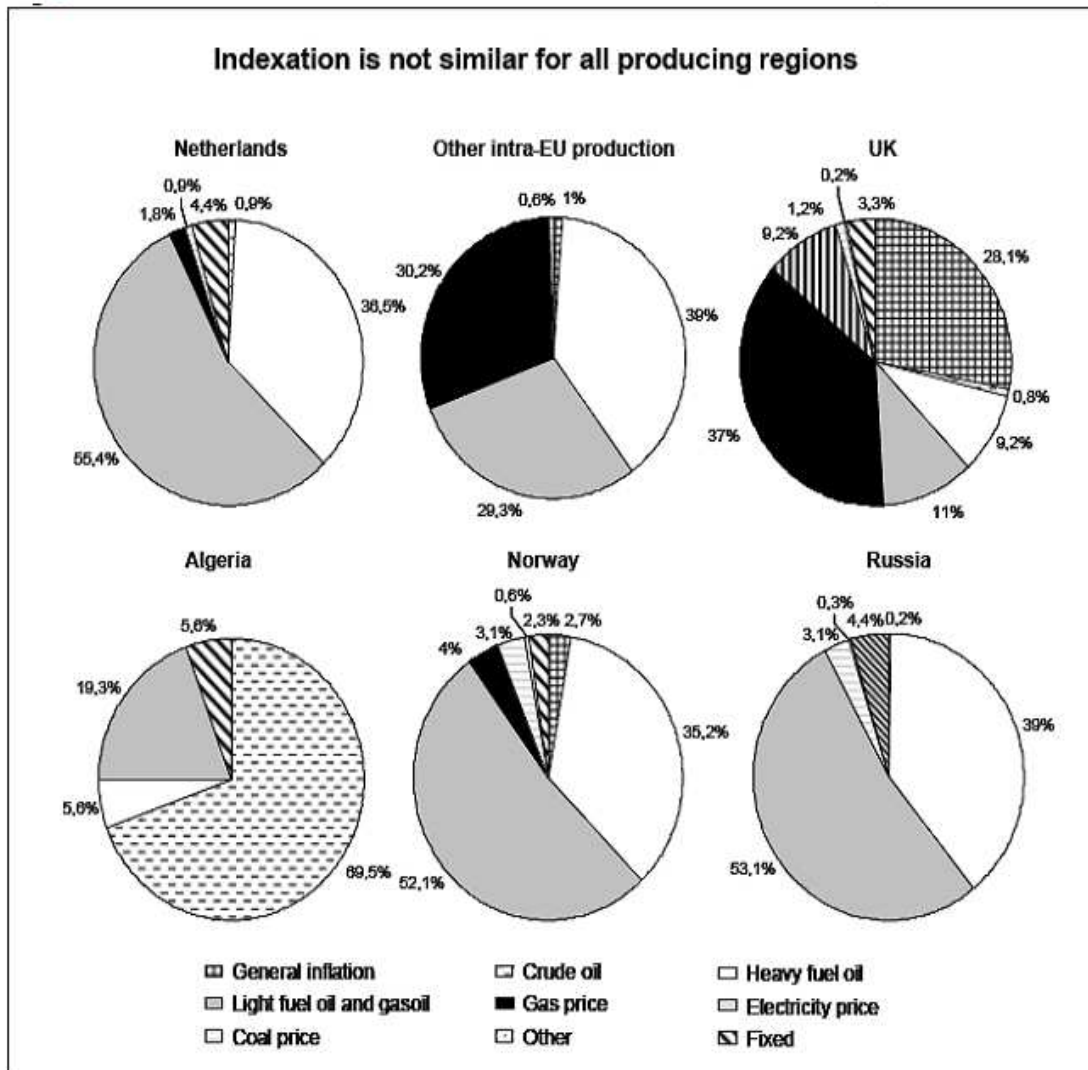 Indexation is not similar for all producing regions
Netherlands
Other intra-EU production
UK
0,9%
1,8%
4,4%
0,9%
36,5%
55,4%
0,6%
1%
30,2%
39%
29,3%
0,2%
1,2%
3,3%
9,2%
28,1%
0,8%
37%
9,2%
11%
Algeria
Norway
Russia
5,6%
19,3%
5,6%
69,5%
0,6%
3,1%
2,3%
2,7%
4%
35,2%
52,1%
0,3%
3,1%
4,4%
0,2%
39%
53,1%
General inflation
Crude oil
Heavy fuel oil
Light fuel oil and gasoil
Gas price
Electricity price
Coal price
Other
Fixed